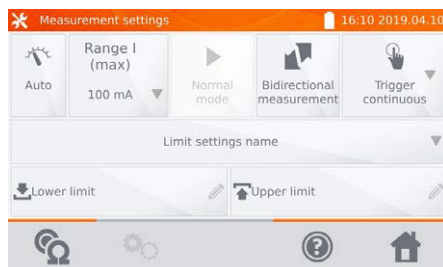 Measurement settings
16:10 2019.04.10
Auto
Range I
(max)
100 mA
Normal
mode
Bidirectional
measurement
Trigger
continuous
Limit settings name
Lower limit
Upper limit